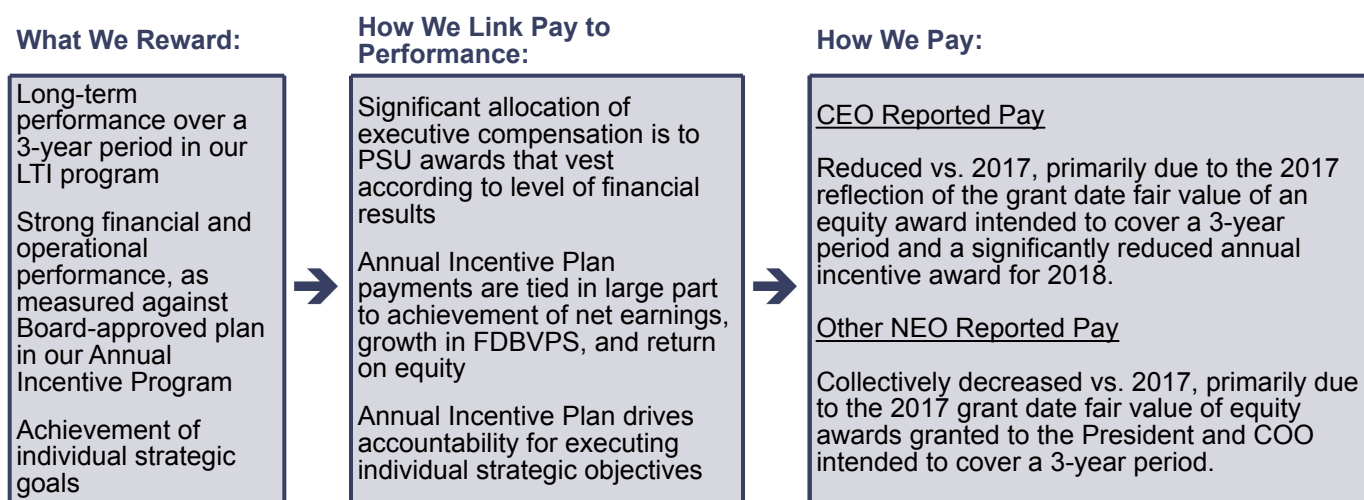 What We Reward:
Long-term
performance over a
3-year period in our
LTI program
Strong financial and
operational
performance, as
measured against
Board-approved plan
in our Annual
Incentive Program
Achievement of
individual strategic
goals
How We Link Pay to
Performance:
Significant allocation of
executive compensation is to
PSU awards that vest
according to level of financial
results
Annual Incentive Plan
payments are tied in large part
to achievement of net earnings,
growth in FDBVPS, and return
on equity
Annual Incentive Plan drives
accountability for executing
individual strategic objectives
How We Pay:
CEO Reported Pay
Reduced vs. 2017, primarily due to the 2017
reflection of the grant date fair value of an
equity award intended to cover a 3-year
period and a significantly reduced annual
incentive award for 2018.
Other NEO Reported Pay
Collectively decreased vs. 2017, primarily due
to the 2017 grant date fair value of equity
awards granted to the President and COO
intended to cover a 3-year period.